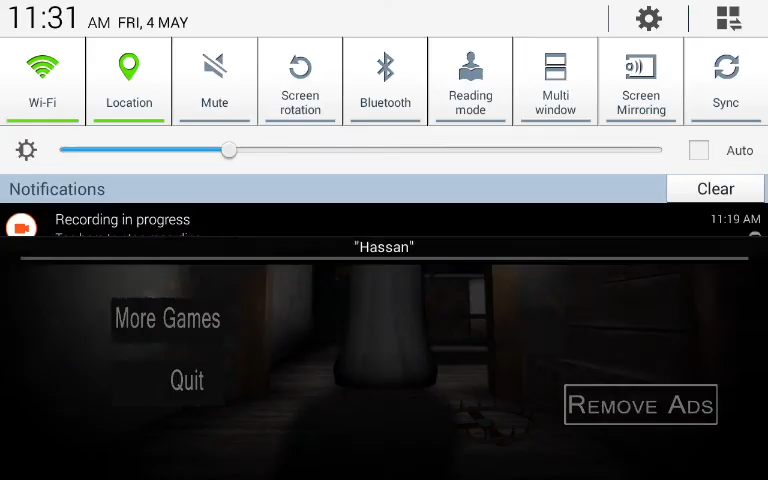 11:31 AM FRI, 4 MAY
Wi-Fi
Location
Mute
Screen
rotation
Bluetooth
Reading
mode
Multi
window
Screen
Mirroring
Sync
Auto
Notifications
Clear
Recording in progress
11:19 AM
"Hassan"
More Games
Quit
REMOVE ADS